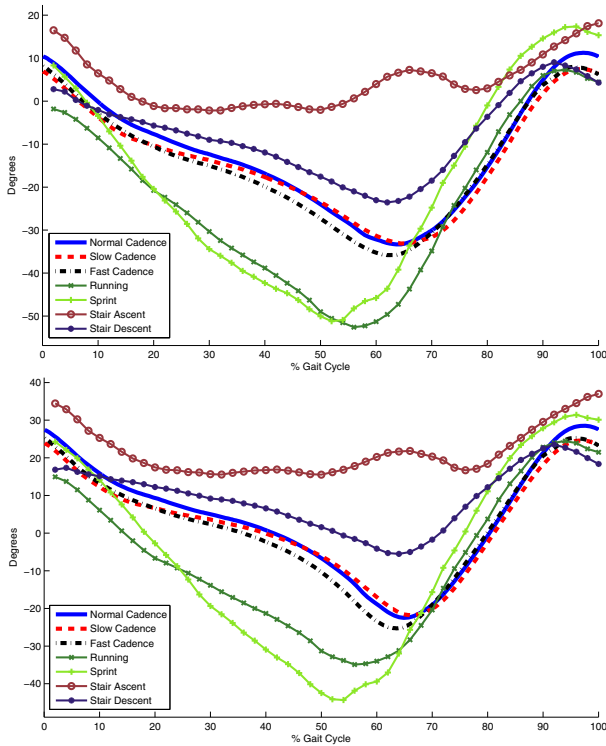 20
10
0
−10
−20
−30
−40
−50
Degrees
Normal Cadence
Slow Cadence
Fast Cadence
Running
Sprint
Stair Ascent
Stair Descent
0 10 20 30 40 50 60 70 80 90 100
% Gait Cycle
40
30
20
10
0
−10
−20
−30
−40
Degrees
Normal Cadence
Slow Cadence
Fast Cadence
Running
Sprint
Stair Ascent
Stair Descent
0 10 20 30 40 50 60 70 80 90 100
% Gait Cycle